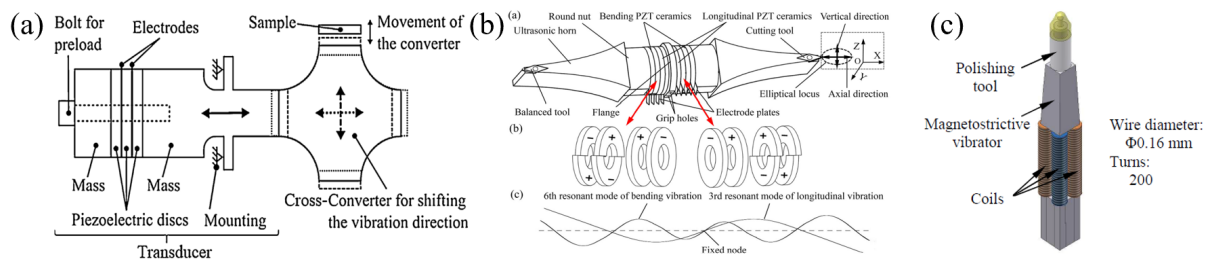 (a)
Bolt for
preload
Electrodes
Sample
Movement of
the converter
Mass
Mass
Mounting
Piezoelectric discs
Cross-Converter for shifting
the vibration direction
Transducer
(b)
(a)
Round nut
Bending PZT ceramics
Longitudinal PZT ceramics
Vertical direction
Ultrasonic horn
Cutting tool
Z
O
X
Y
Balanced tool
Flange
Grip holes
Electrode plates
Elliptical locus
Axial direction
(b)
− + + − − + + −
+ − − +
(c)
6th resonant mode of bending vibration
3rd resonant mode of longitudinal vibration
Fixed node
(c)
Polishing
tool
Magnetostrictive
vibrator
Coils
Wire diameter:
Φ0.16 mm
Turns:
200